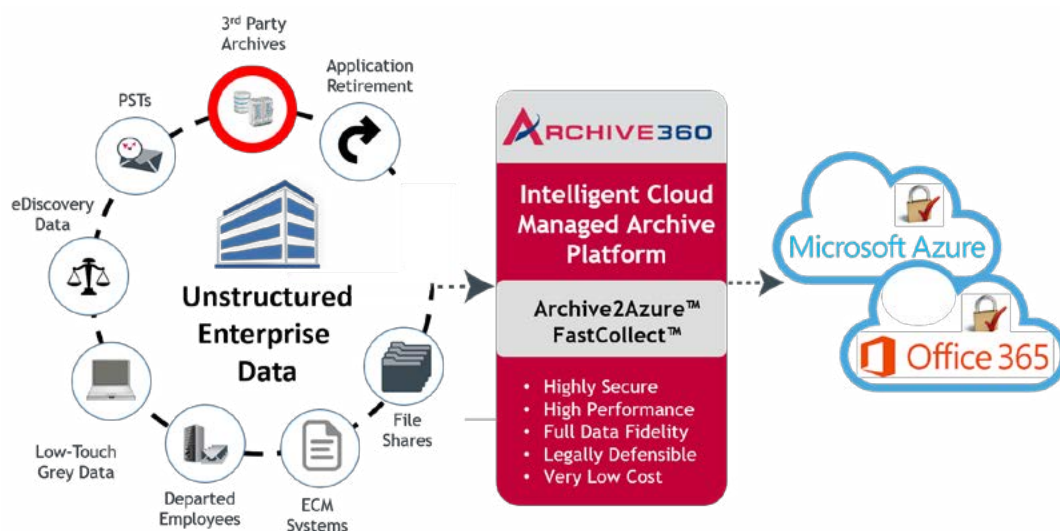 3rd Party
Archives
Application
Retirement
PSTs
eDiscovery
Data
Unstructured
Enterprise
Data
Low-Touch
Grey Data
Departed
Employees
ECM
Systems
File
Shares
ARCHIVE360
Intelligent Cloud
Managed Archive
Platform
Archive2Azure™
FastCollect™
• Highly Secure
• High Performance
• Full Data Fidelity
• Legally Defensible
• Very Low Cost
Microsoft Azure
Office 365